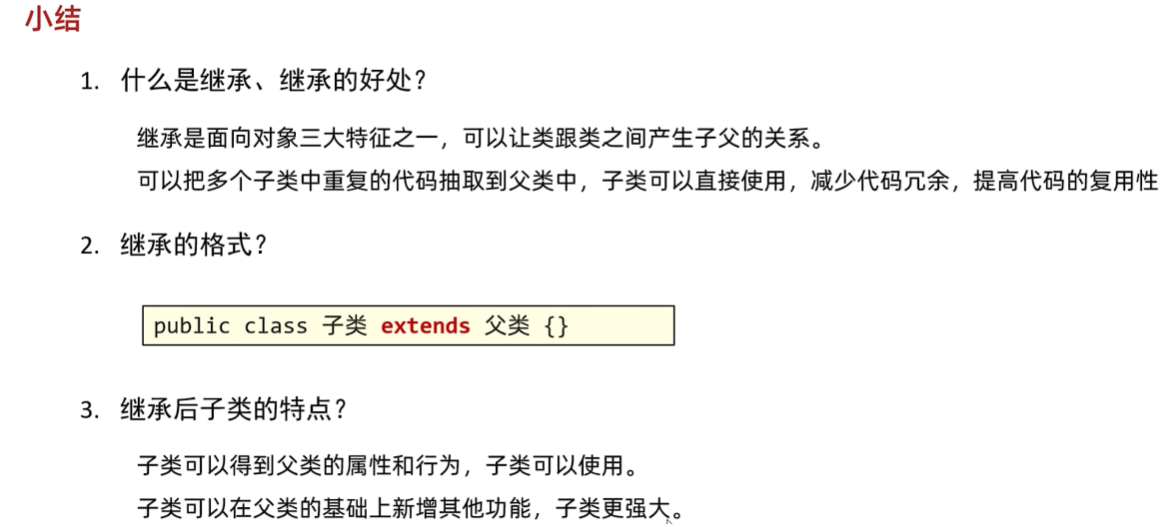 小结
1. 什么是继承、继承的好处？
继承是面向对象三大特征之一，可以让类跟类之间产生子父的关系。
可以把多个子类中重复的代码抽取到父类中，子类可以直接使用，减少代码冗余，提高代码的复用性
2. 继承的格式？
public class 子类 extends 父类 {}
3. 继承后子类的特点？
子类可以得到父类的属性和行为，子类可以使用。
子类可以在父类的基础上新增其他功能，子类更强大。